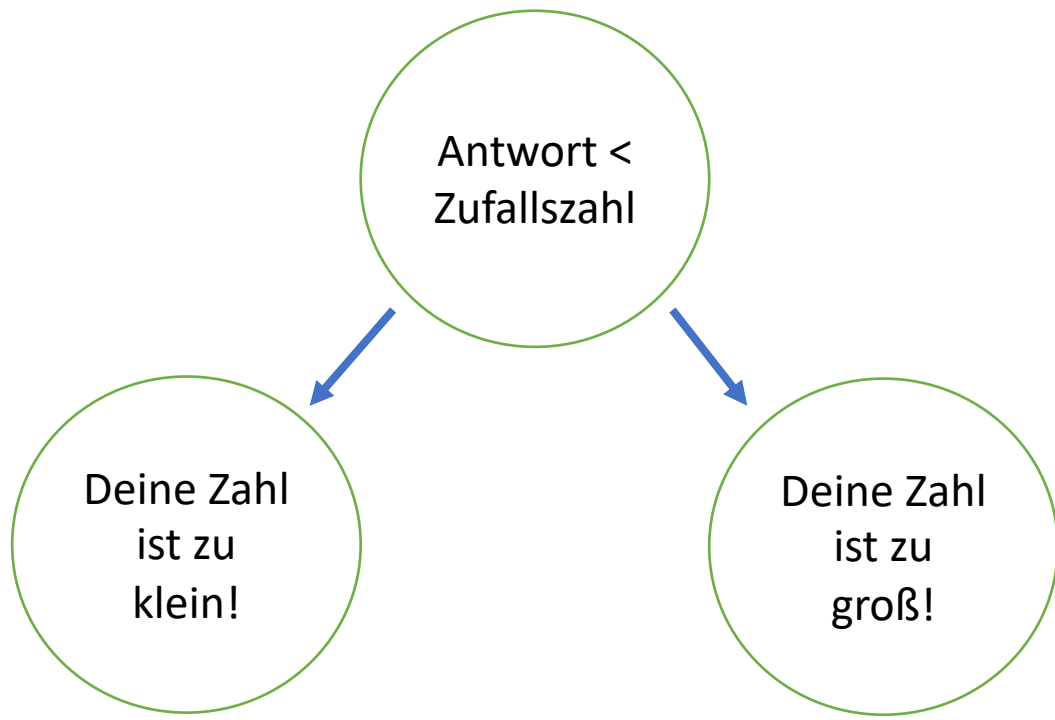 Antwort <
Zufallszahl
Deine Zahl
ist zu
klein!
Deine Zahl
ist zu
groß!